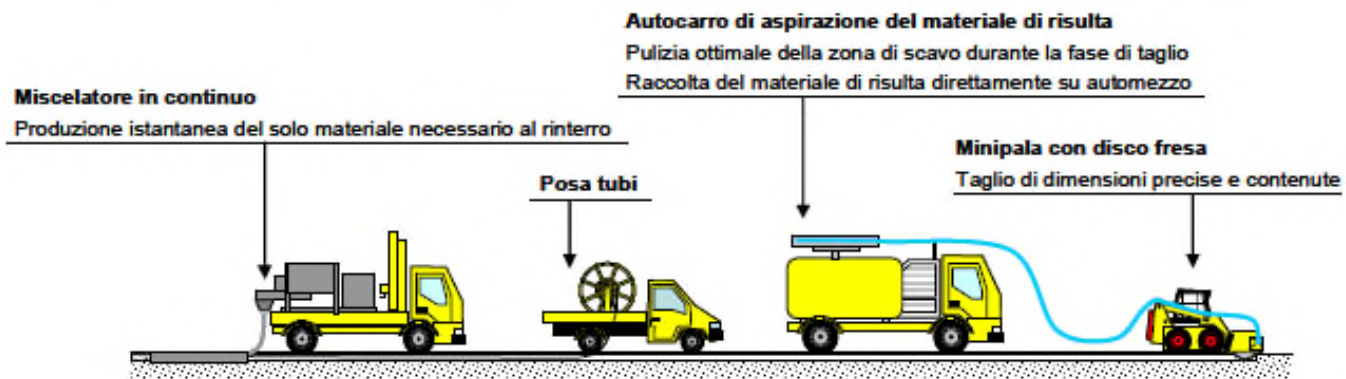 Autocarro di aspirazione del materiale di risulta
Pulizia ottimale della zona di scavo durante la fase di taglio
Raccolta del materiale di risulta direttamente su automezzo
Miscelatore in continuo
Produzione istantanea del solo materiale necessario al rinterro
Minipala con disco fresa
Taglio di dimensioni precise e contenute
Posa tubi